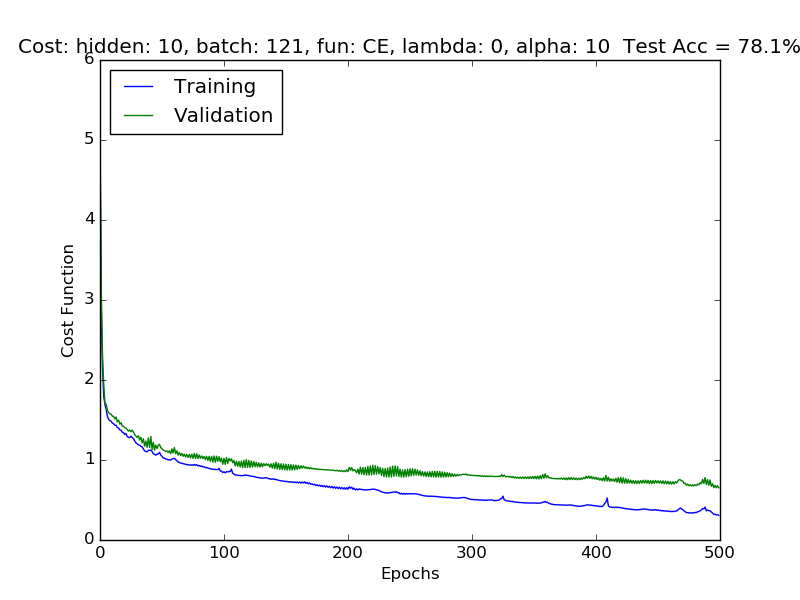 Cost: hidden: 10, batch: 121, fun: CE, lambda: 0, alpha: 10  Test Acc = 78.1%
6
5
4
3
2
1
0
Cost Function
Training
Validation
0 100 200 300 400 500
Epochs